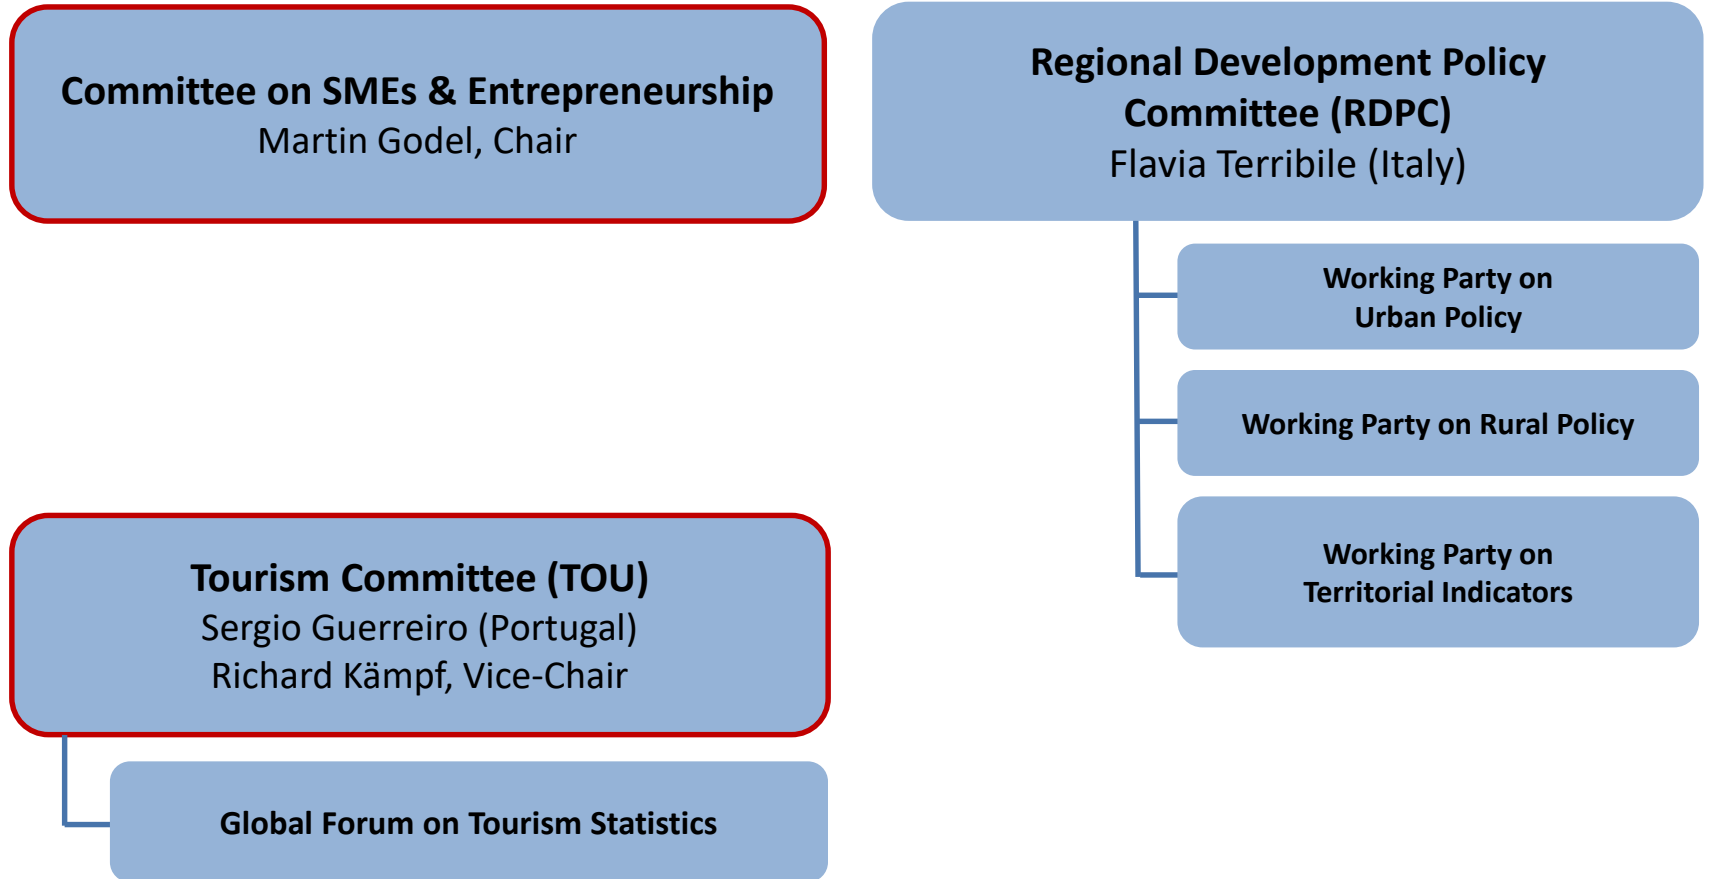 Committee on SMEs & Entrepreneurship
Martin Godel, Chair
Regional Development Policy
Committee (RDPC)
Flavia Terribile (Italy)
Working Party on
Urban Policy
Working Party on Rural Policy
Working Party on
Territorial Indicators
Tourism Committee (TOU)
Sergio Guerreiro (Portugal)
Richard Kämpf, Vice-Chair
Global Forum on Tourism Statistics